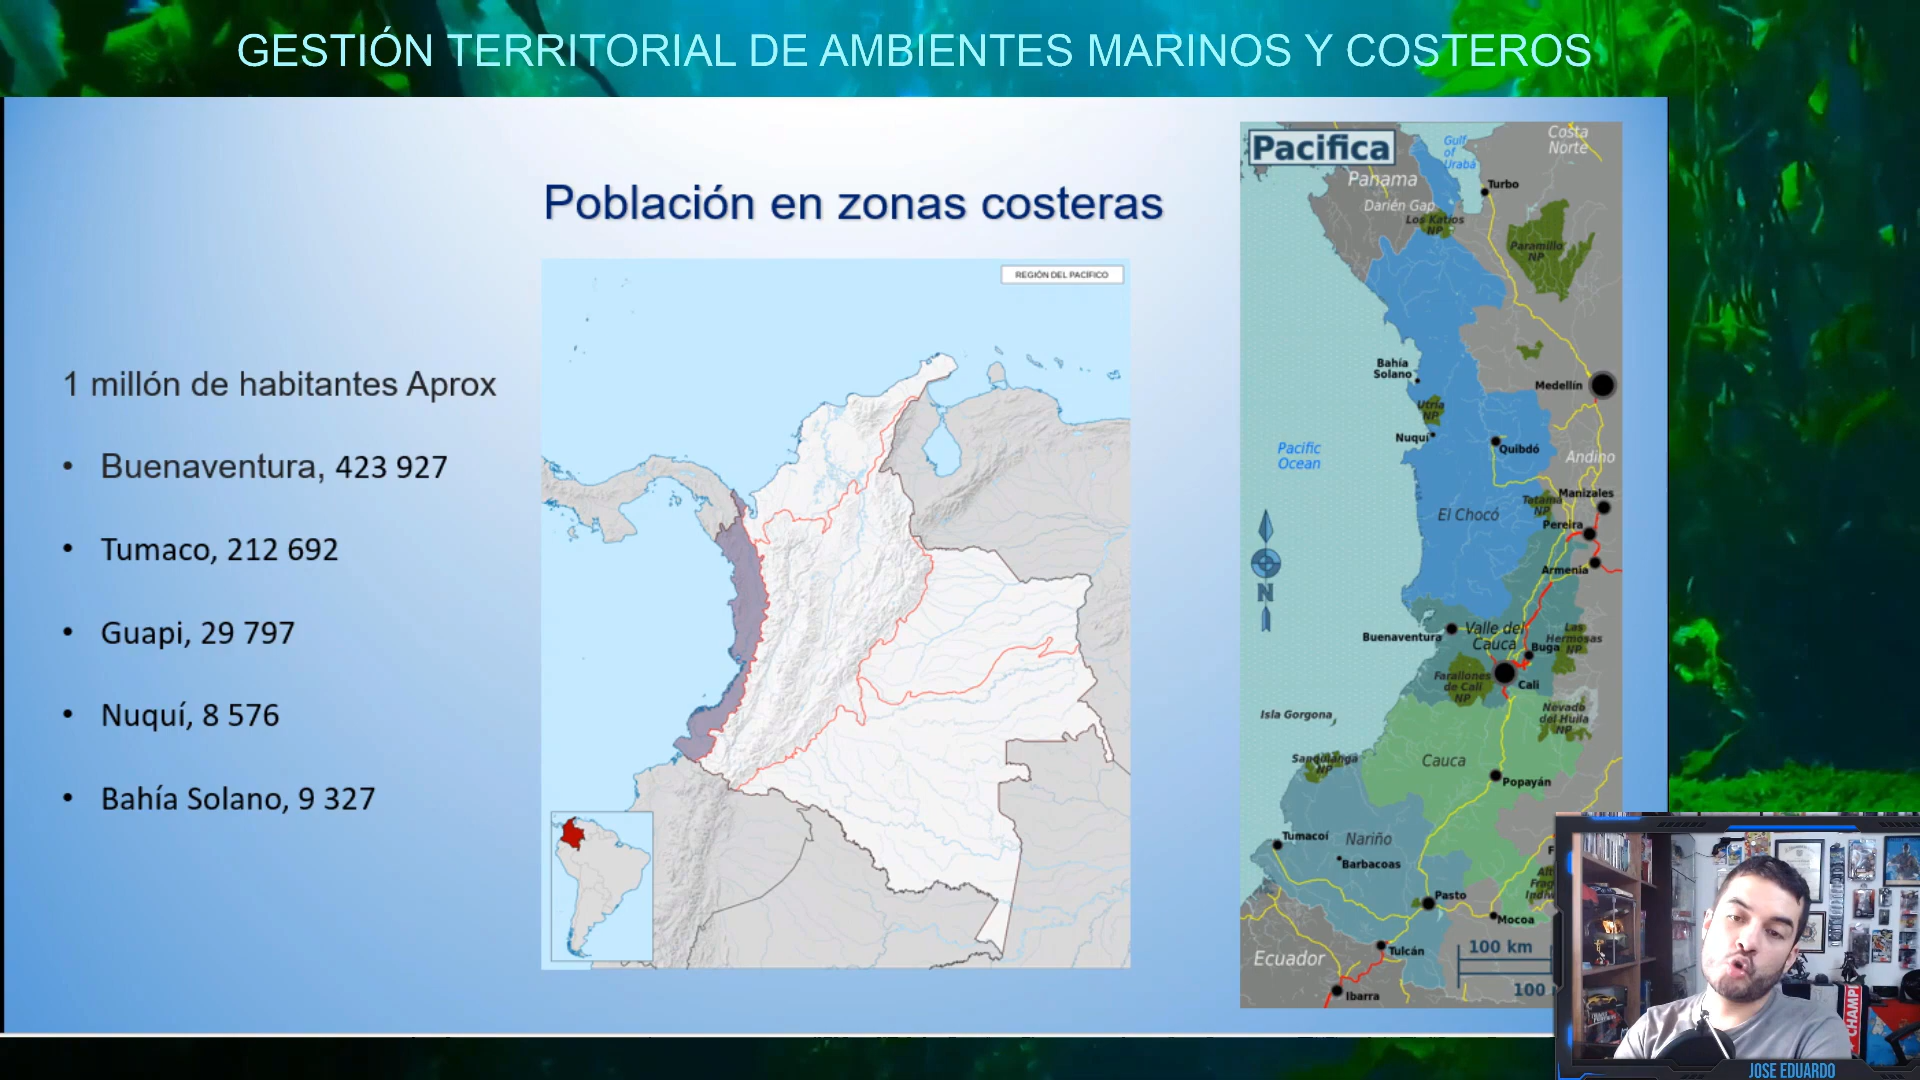 GESTIÓN TERRITORIAL DE AMBIENTES MARINOS Y COSTEROS
Población en zonas costeras
1 millón de habitantes Aprox
• Buenaventura, 423 927
• Tumaco, 212 692
• Guapi, 29 797
• Nuquí, 8 576
• Bahía Solano, 9 327
REGIÓN DEL PACÍFICO
Pacifica
Gulf
of
Urabá
Costa
Norte
Panama
Turbo
Darién Gap
Los Katios
NP
Paramillo
NP
Bahía
Solano
Medellín
Utria
NP
Nuquí
Quibdó
Pacific
Ocean
Andino
Manizales
Tatamá
NP
El Chocó
Pereira
Armenia
N
Buenaventura
Valle del
Cauca
Las
Hermosas
NP
Buga
Farallones
de Cali
NP
Cali
Isla Gorgona
Nevado
del Huila
NP
Sanquianga
NP
Cauca
Popayán
Tumacoí
Nariño
Barbacoas
Pasto
Mocoa
Tulcán
100 km
Ecuador
100
Ibarra
CHAMPI
JOSE EDUARDO